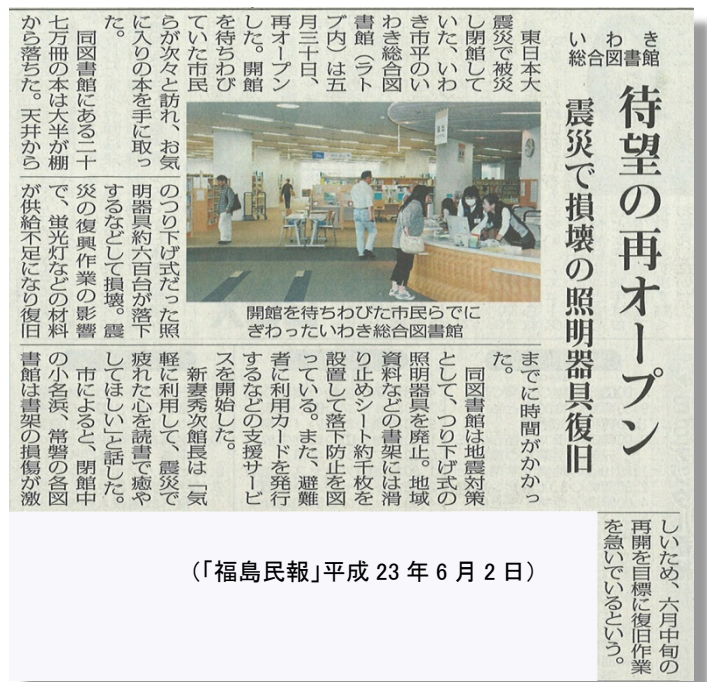 いわき
総合図書館
待望の再オープン
震災で損壊の照明器具復旧
東日本大
震災で被災
し閉館して
いた、いわ
き市平のい
わき総合図
書館（ラト
ブ内）は五
月三十日、
再オープン
した。開館
を待ちわび
ていた市民
らが次々と訪れ、お気
に入りの本を手に取っ
た。
同図書館にある二十
七万冊の本は大半が棚
から落ちた。天井から
のつり下げ式だった照
明器具約六百台が落下
するなどして損壊。震
災の復興作業の影響
で、蛍光灯などの材料
が供給不足になり復旧
までに時間がかかっ
た。
同図書館は地震対策
として、つり下げ式の
照明器具を廃止。地域
資料などの書架には滑
り止めシート約千枚を
設置して落下防止を図
っている。また、避難
者に利用カードを発行
するなどの支援サービ
スを開始した。
新妻秀次館長は「気
軽に利用して、震災で
疲れた心を読書で癒や
してほしい」と話した。
市によると、閉館中
の小名浜、常磐の各図
書館は書架の損傷が激
しいため、六月中旬の
再開を目標に復旧作業
を急いでいるという。
開館を待ちわびた市民らでに
ぎわったいわき総合図書館
（「福島民報」平成 23 年 6 月 2 日）